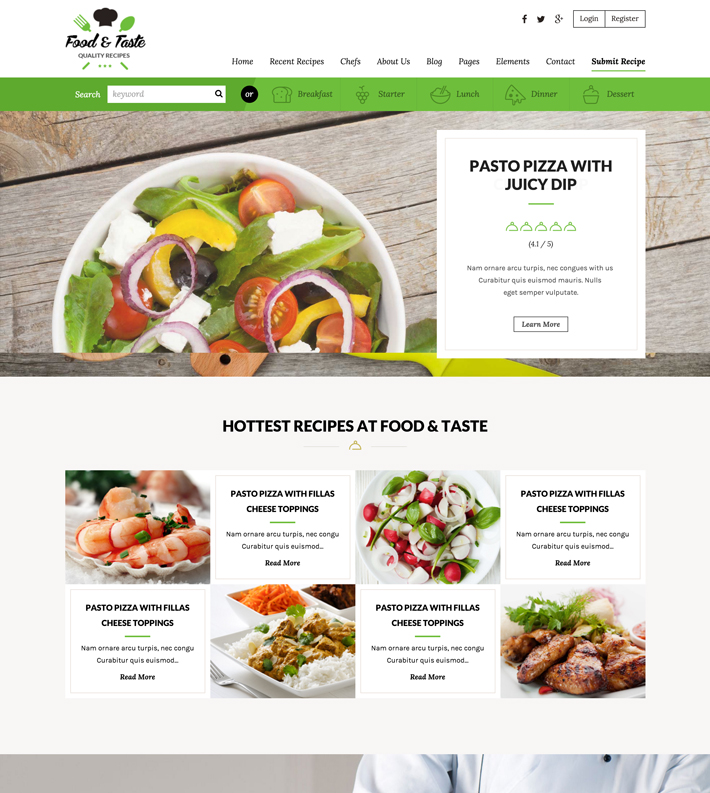 Food & Taste
QUALITY RECIPES
Login Register
Home Recent Recipes Chefs About Us Blog Pages Elements Contact Submit Recipe
Search keyword or Breakfast Starter Lunch Dinner Dessert
PASTO PIZZA WITH
JUICY DIP
(4.1 / 5)
Nam ornare arcu turpis, nec congues with us
Curabitur quis euismod mauris. Nulls
eget semper vulputate.
Learn More
HOTTEST RECIPES AT FOOD & TASTE
PASTO PIZZA WITH FILLAS
CHEESE TOPPINGS
Nam ornare arcu turpis, nec congu
Curabitur quis euismod...
Read More
PASTO PIZZA WITH FILLAS
CHEESE TOPPINGS
Nam ornare arcu turpis, nec congu
Curabitur quis euismod...
Read More
PASTO PIZZA WITH FILLAS
CHEESE TOPPINGS
Nam ornare arcu turpis, nec congu
Curabitur quis euismod...
Read More
PASTO PIZZA WITH FILLAS
CHEESE TOPPINGS
Nam ornare arcu turpis, nec congu
Curabitur quis euismod...
Read More